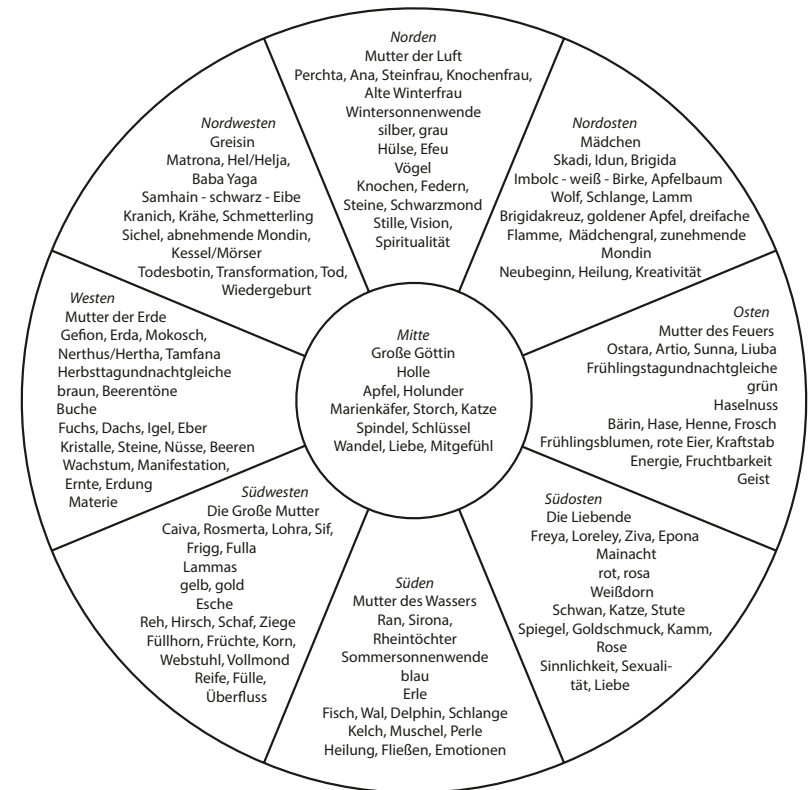 Norden
Mutter der Luft
Perchta, Ana, Steinfrau, Knochenfrau,
Alte Winterfrau
Wintersonnenwende
silber, grau
Hülse, Efeu
Vögel
Knochen, Federn,
Steine, Schwarzmond
Stille, Vision,
Spiritualität
Nordosten
Mädchen
Skadi, Idun, Brigida
Imbolc - weiß - Birke, Apfelbaum
Wolf, Schlange, Lamm
Brigidakreuz, goldener Apfel, dreifache
Flamme, Mädchengral, zunehmende
Mondin
Neubeginn, Heilung, Kreativität
Osten
Mutter des Feuers
Ostara, Artio, Sunna, Liuba
Frühlingstagundnachtgleiche
grün
Haselnuss
Bärin, Hase, Henne, Frosch
Frühlingsblumen, rote Eier, Kraftstab
Energie, Fruchtbarkeit
Geist
Südosten
Die Liebende
Freya, Loreley, Ziva, Epona
Mainacht
rot, rosa
Weißdorn
Schwan, Katze, Stute
Spiegel, Goldschmuck, Kamm,
Rose
Sinnlichkeit, Sexuali-
tät, Liebe
Süden
Mutter des Wassers
Ran, Sirona,
Rheintöchter
Sommersonnenwende
blau
Erle
Fisch, Wal, Delphin, Schlange
Kelch, Muschel, Perle
Heilung, Fließen, Emotionen
Südwesten
Die Große Mutter
Caiva, Rosmerta, Lohra, Sif,
Frigg, Fulla
Lammas
gelb, gold
Esche
Reh, Hirsch, Schaf, Ziege
Füllhorn, Früchte, Korn,
Webstuhl, Vollmond
Reife, Fülle,
Überfluss
Westen
Mutter der Erde
Gefion, Erda, Mokosch,
Nerthus/Hertha, Tamfana
Herbsttagundnachtgleiche
braun, Beerentöne
Buche
Fuchs, Dachs, Igel, Eber
Kristalle, Steine, Nüsse, Beeren
Wachstum, Manifestation,
Ernte, Erdung
Materie
Nordwesten
Greisin
Matrona, Hel/Helja,
Baba Yaga
Samhain - schwarz - Eibe
Kranich, Krähe, Schmetterling
Sichel, abnehmende Mondin,
Kessel/Mörser
Todesbotin, Transformation, Tod,
Wiedergeburt
Mitte
Große Göttin
Holle
Apfel, Holunder
Marienkäfer, Storch, Katze
Spindel, Schlüssel
Wandel, Liebe, Mitgefühl